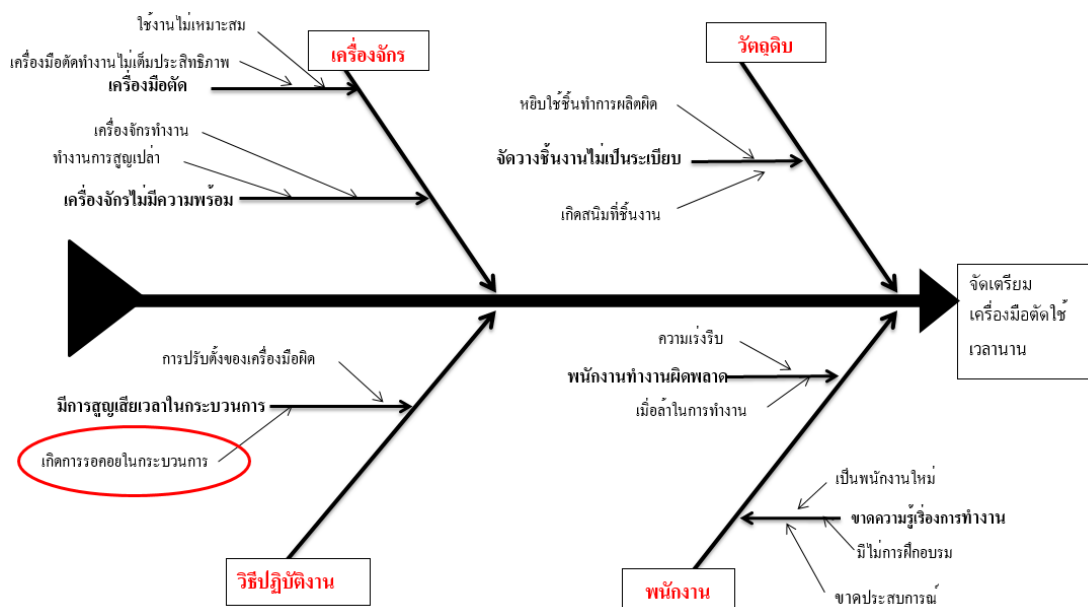 ใช้งานไม่เหมาะสม
เครื่องจักร
เครื่องมือตัดทำงานไม่เต็มประสิทธิภาพ
เครื่องมือตัด
เครื่องจักรทำงาน
ทำงานการสูญเปล่า
เครื่องจักรไม่มีความพร้อม
วัตถุดิบ
หยิบใช้ชิ้นทำการผลิตผิด
จัดวางชิ้นงานไม่เป็นระเบียบ
เกิดสนิมที่ชิ้นงาน
จัดเตรียม
เครื่องมือตัดใช้
เวลานาน
การปรับตั้งของเครื่องมือผิด
มีการสูญเสียเวลาในกระบวนการ
เกิดการรอคอยในกระบวนการ
วิธีปฏิบัติงาน
ความเร่งรีบ
พนักงานทำงานผิดพลาด
เมื่อล้าในการทำงาน
เป็นพนักงานใหม่
ขาดความรู้เรื่องการทำงาน
มีไม่การฝึกอบรม
ขาดประสบการณ์
พนักงาน